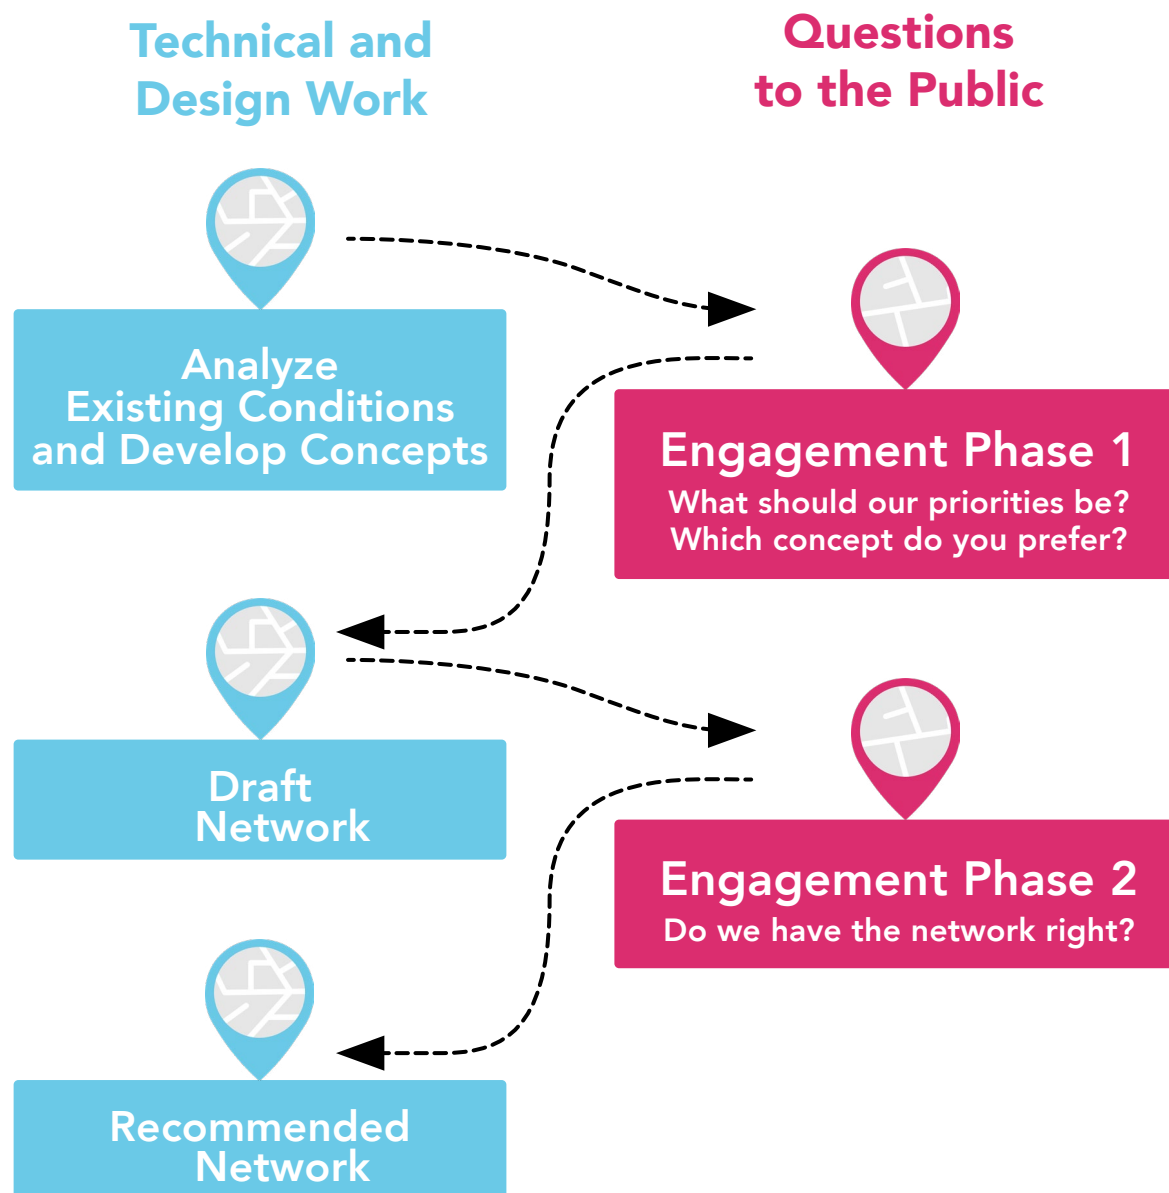 Technical and
Design Work
Questions
to the Public
Analyze
Existing Conditions
and Develop Concepts
Engagement Phase 1
What should our priorities be?
Which concept do you prefer?
Draft
Network
Engagement Phase 2
Do we have the network right?
Recommended
Network